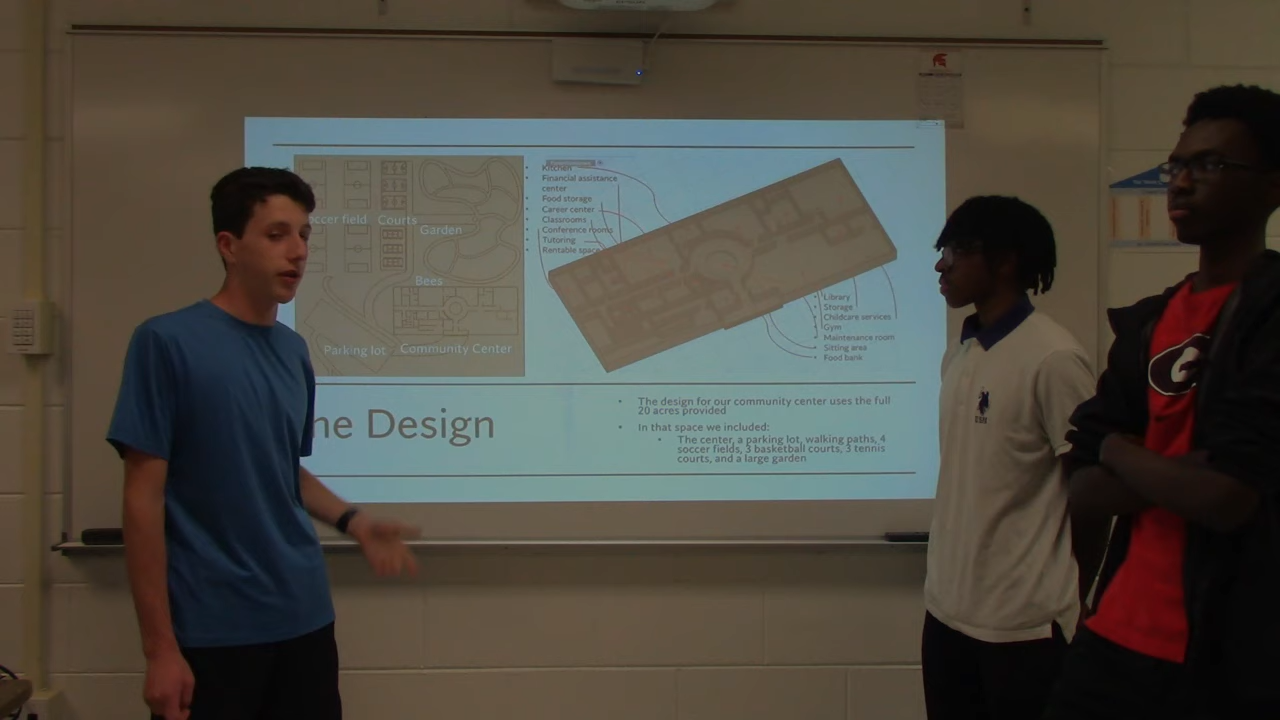 occer field
Courts
Garden
Bees
Parking lot
Community Center
• Kitchen
• Financial assistance
center
• Food storage
• Career center
• Classrooms
• Conference rooms
• Tutoring
• Rentable space
• Library
• Storage
• Childcare services
• Gym
• Maintenance room
• Sitting area
• Food bank
he Design
• The design for our community center uses the full
20 acres provided
• In that space we included:
• The center, a parking lot, walking paths, 4
soccer fields, 3 basketball courts, 3 tennis
courts, and a large garden
G